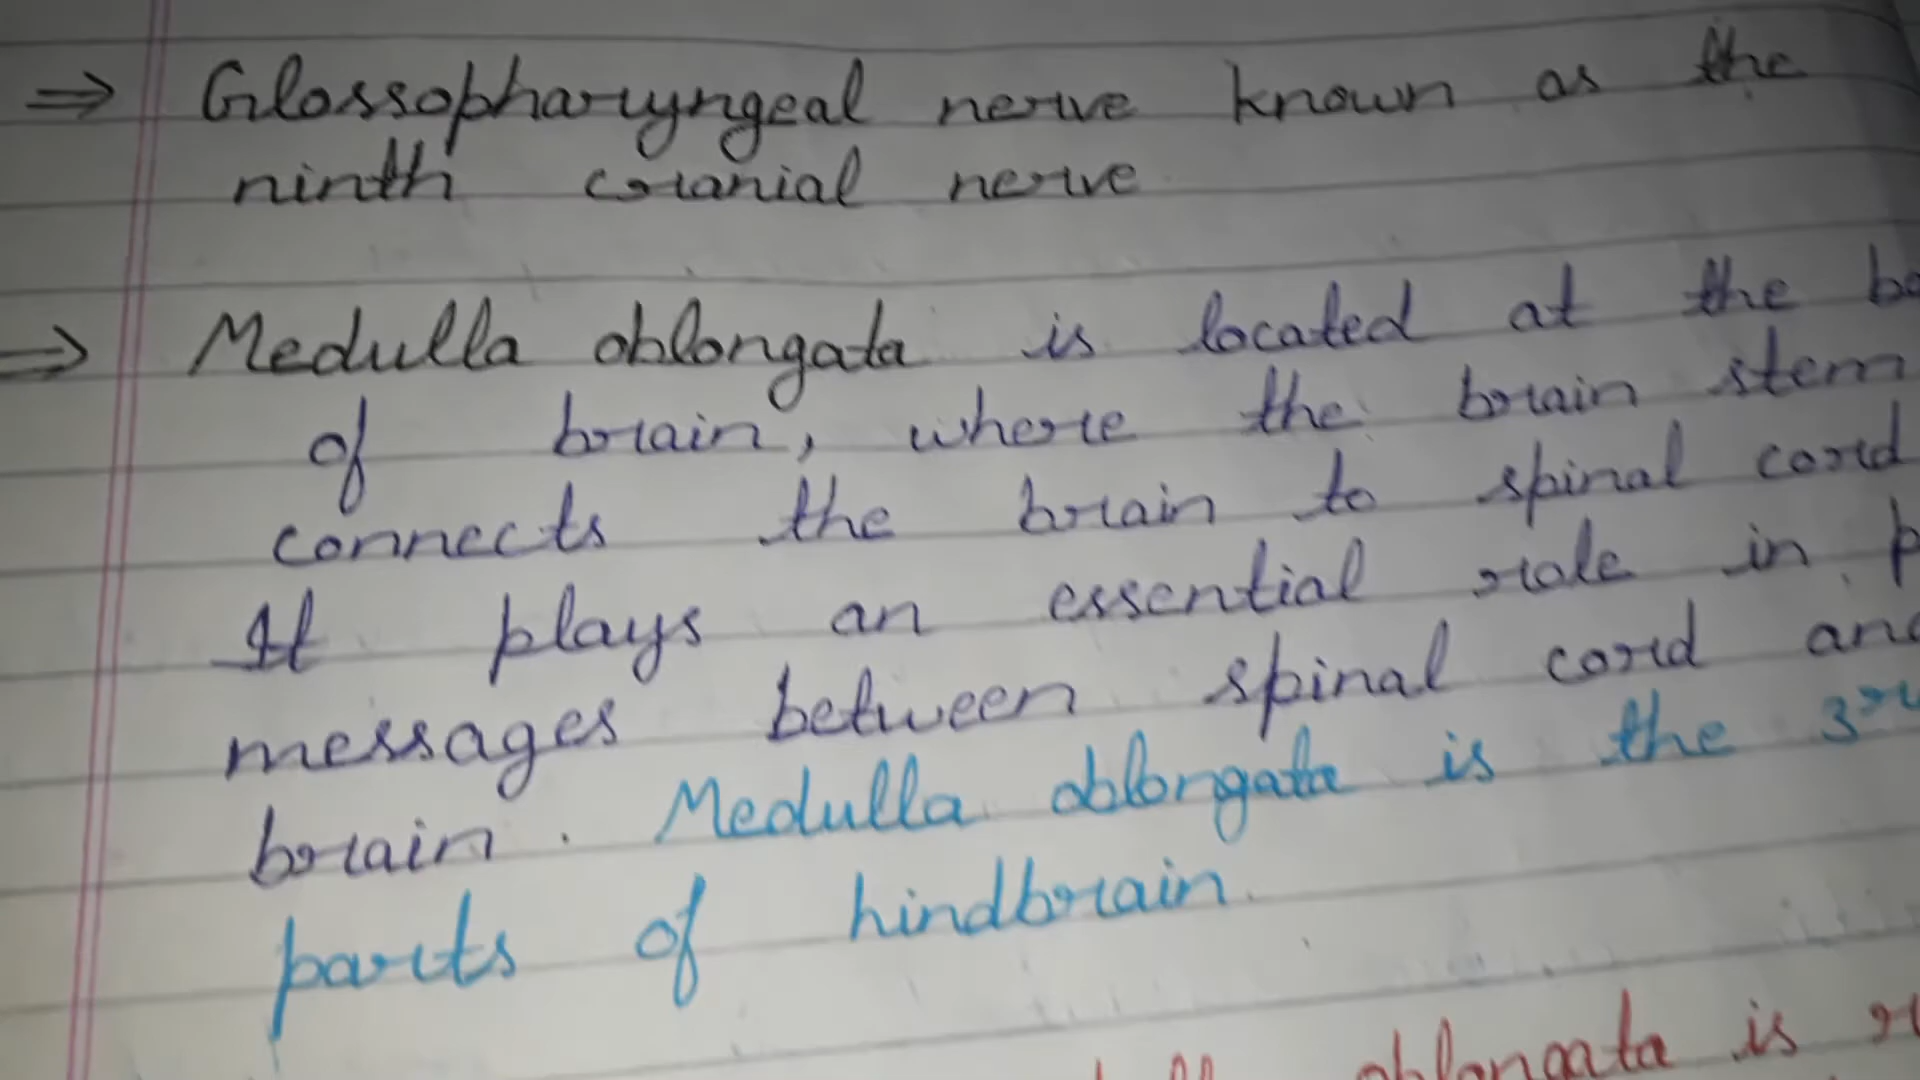 ⇒ Glossopharyngeal nerve known as the
ninth cranial nerve
⇒ Medulla oblongata is located at the
of brain, where the brain stem
connects the brain to spinal cord
It plays an essential role in
messages between spinal cord and
brain. Medulla oblongata is the
parts of hindbrain.
oblongata is